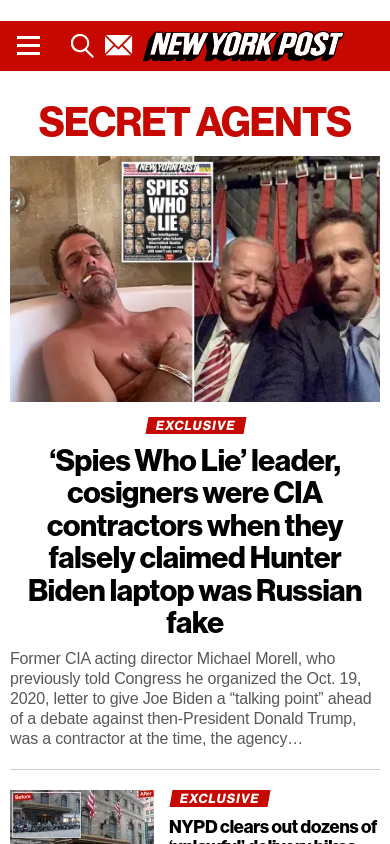 NEW YORK POST
SECRET AGENTS
NEW YORK POST
SPIES
WHO
LIE
EXCLUSIVE
‘Spies Who Lie’ leader,
cosigners were CIA
contractors when they
falsely claimed Hunter
Biden laptop was Russian
fake
Former CIA acting director Michael Morell, who
previously told Congress he organized the Oct. 19,
2020, letter to give Joe Biden a “talking point” ahead
of a debate against then-President Donald Trump,
was a contractor at the time, the agency…
Before
After
EXCLUSIVE
NYPD clears out dozens of
‘unlawful’ delivery bikes